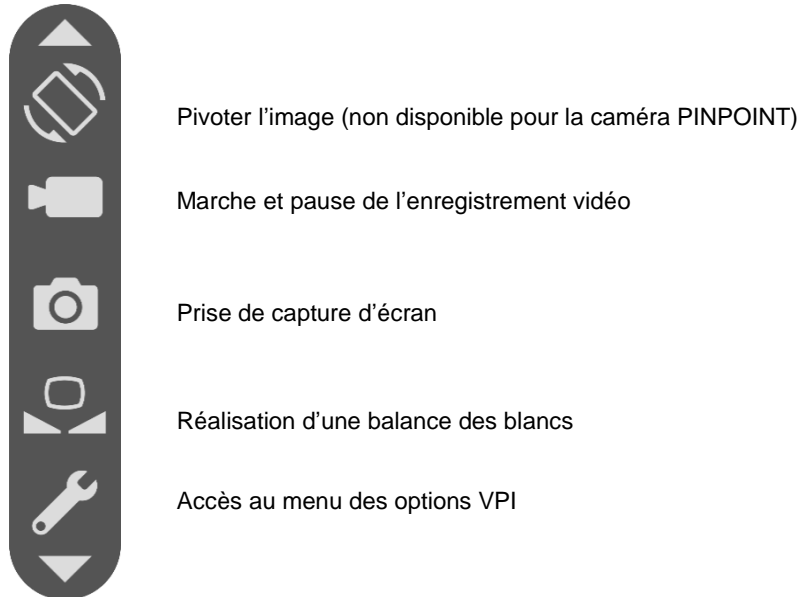 Pivoter l’image (non disponible pour la caméra PINPOINT)
Marche et pause de l’enregistrement vidéo
Prise de capture d’écran
Réalisation d’une balance des blancs
Accès au menu des options VPI